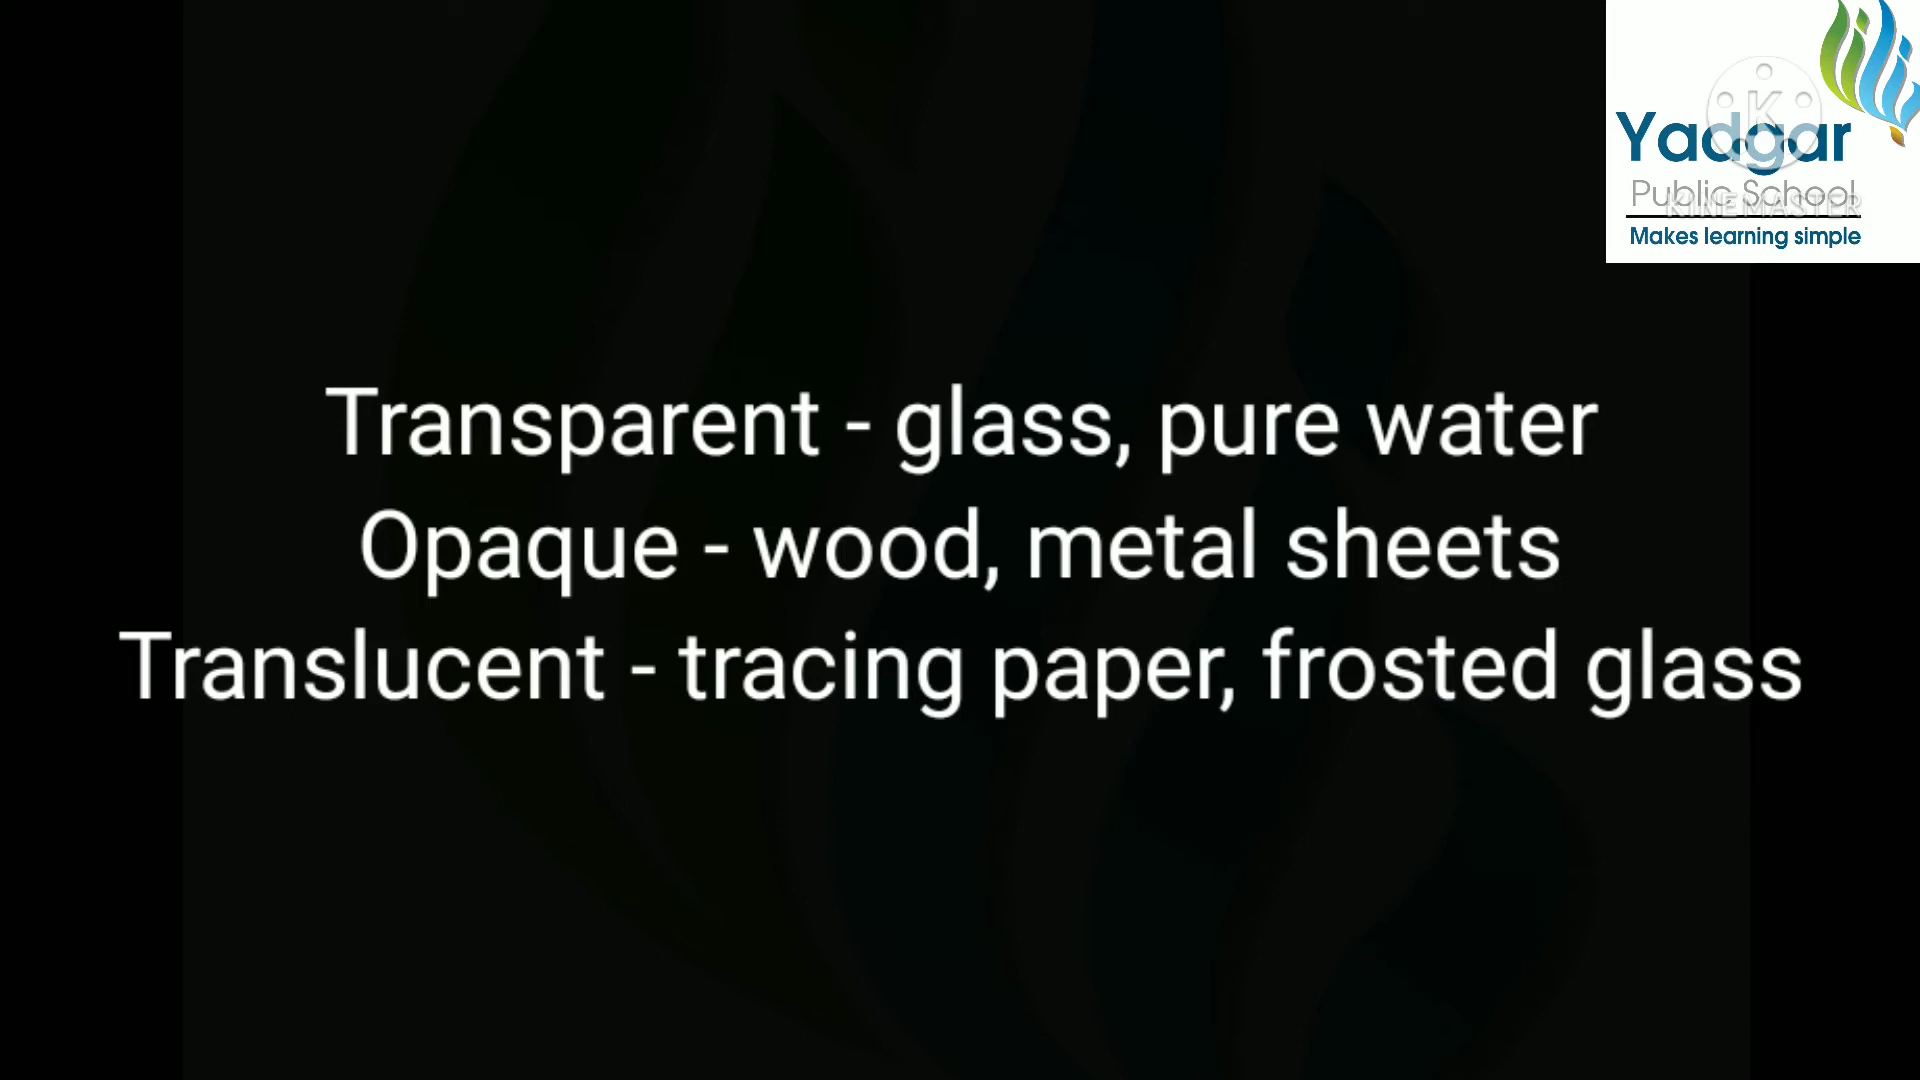 Yadgar
Public School
KINEMASTER
Makes learning simple
Transparent - glass, pure water
Opaque - wood, metal sheets
Translucent - tracing paper, frosted glass